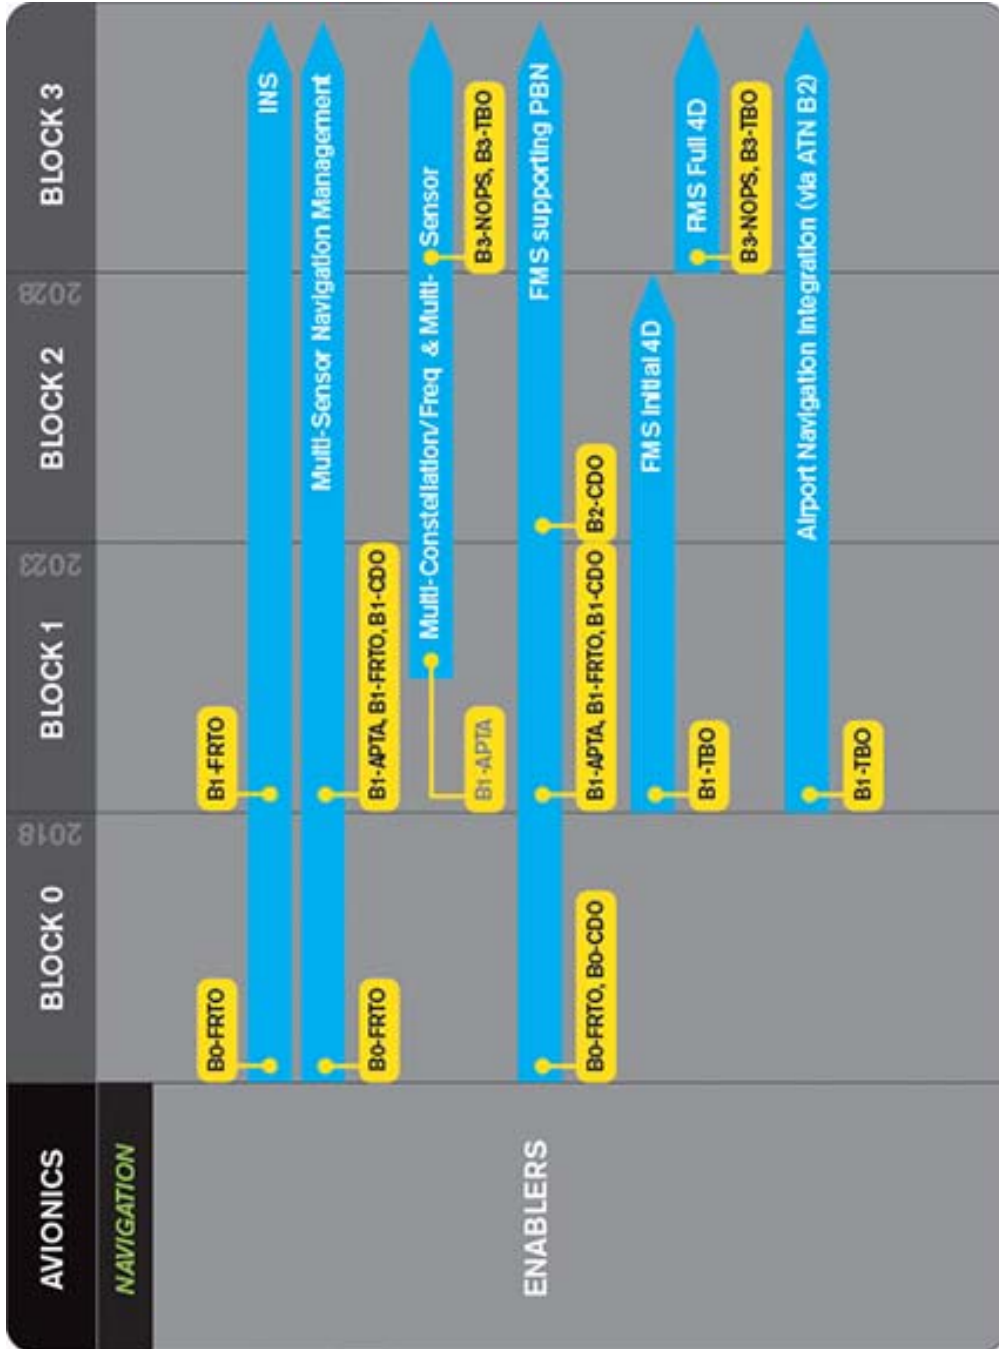 AVIONICS
BLOCK 0
2018
BLOCK 1
2023
BLOCK 2
2028
BLOCK 3
NAVIGATION
ENABLERS
B0-FRTO
B1-FRTO
INS
Multi-Sensor Navigation Management
B0-FRTO
B1-APTA, B1-FRTO, B1-CDO
Multi-Constellation/Freq & Multi- Sensor
B1-APTA
B3-NOPS, B3-TBO
FMS supporting PBN
B0-FRTO, B0-CDO
B1-APTA, B1-FRTO, B1-CDO
B2-CDO
FMS Initial 4D
B1-TBO
FMS Full 4D
B3-NOPS, B3-TBO
Airport Navigation Integration (via ATN B2)
B1-TBO